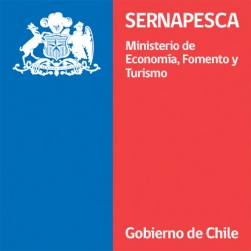 SERNAPESCA
Ministerio de
Economía, Fomento y
Turismo
Gobierno de Chile